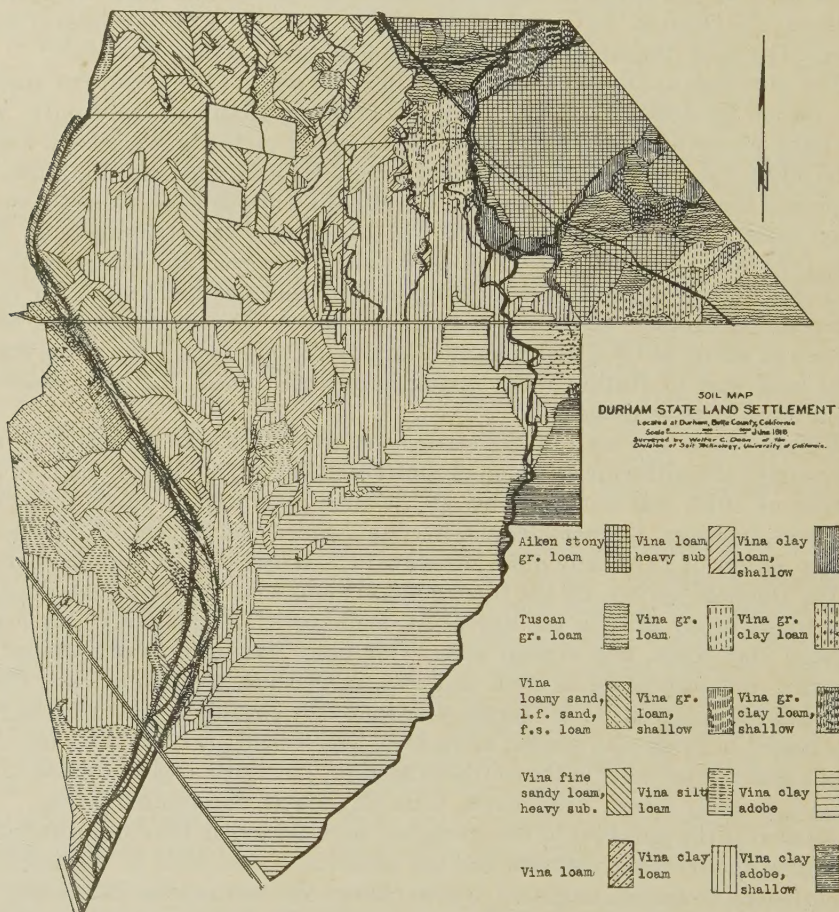 N
SOIL MAP
DURHAM STATE LAND SETTLEMENT
Located at Durham, Butte County, California
Scale June 1918
Surveyed by Walter C. Dean of the
Division of Soil Technology, University of California.
Aiken stony
gr. loam
Vina loam
heavy sub
Vina clay
loam,
shallow
Tuscan
gr. loam
Vina gr.
loam
Vina gr.
clay loam
Vina
loamy sand,
l.f. sand,
f.s. loam
Vina gr.
loam,
shallow
Vina gr.
clay loam,
shallow
Vina fine
sandy loam,
heavy sub.
Vina silt
loam
Vina clay
adobe
Vina loam
Vina clay
loam
Vina clay
adobe,
shallow